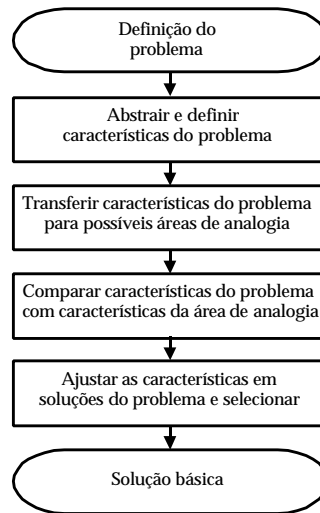 Definição do
problema
Abstrair e definir
características do problema
Transferir características do problema
para possíveis áreas de analogia
Comparar características do problema
com características da área de analogia
Ajustar as características em
soluções do problema e selecionar
Solução básica